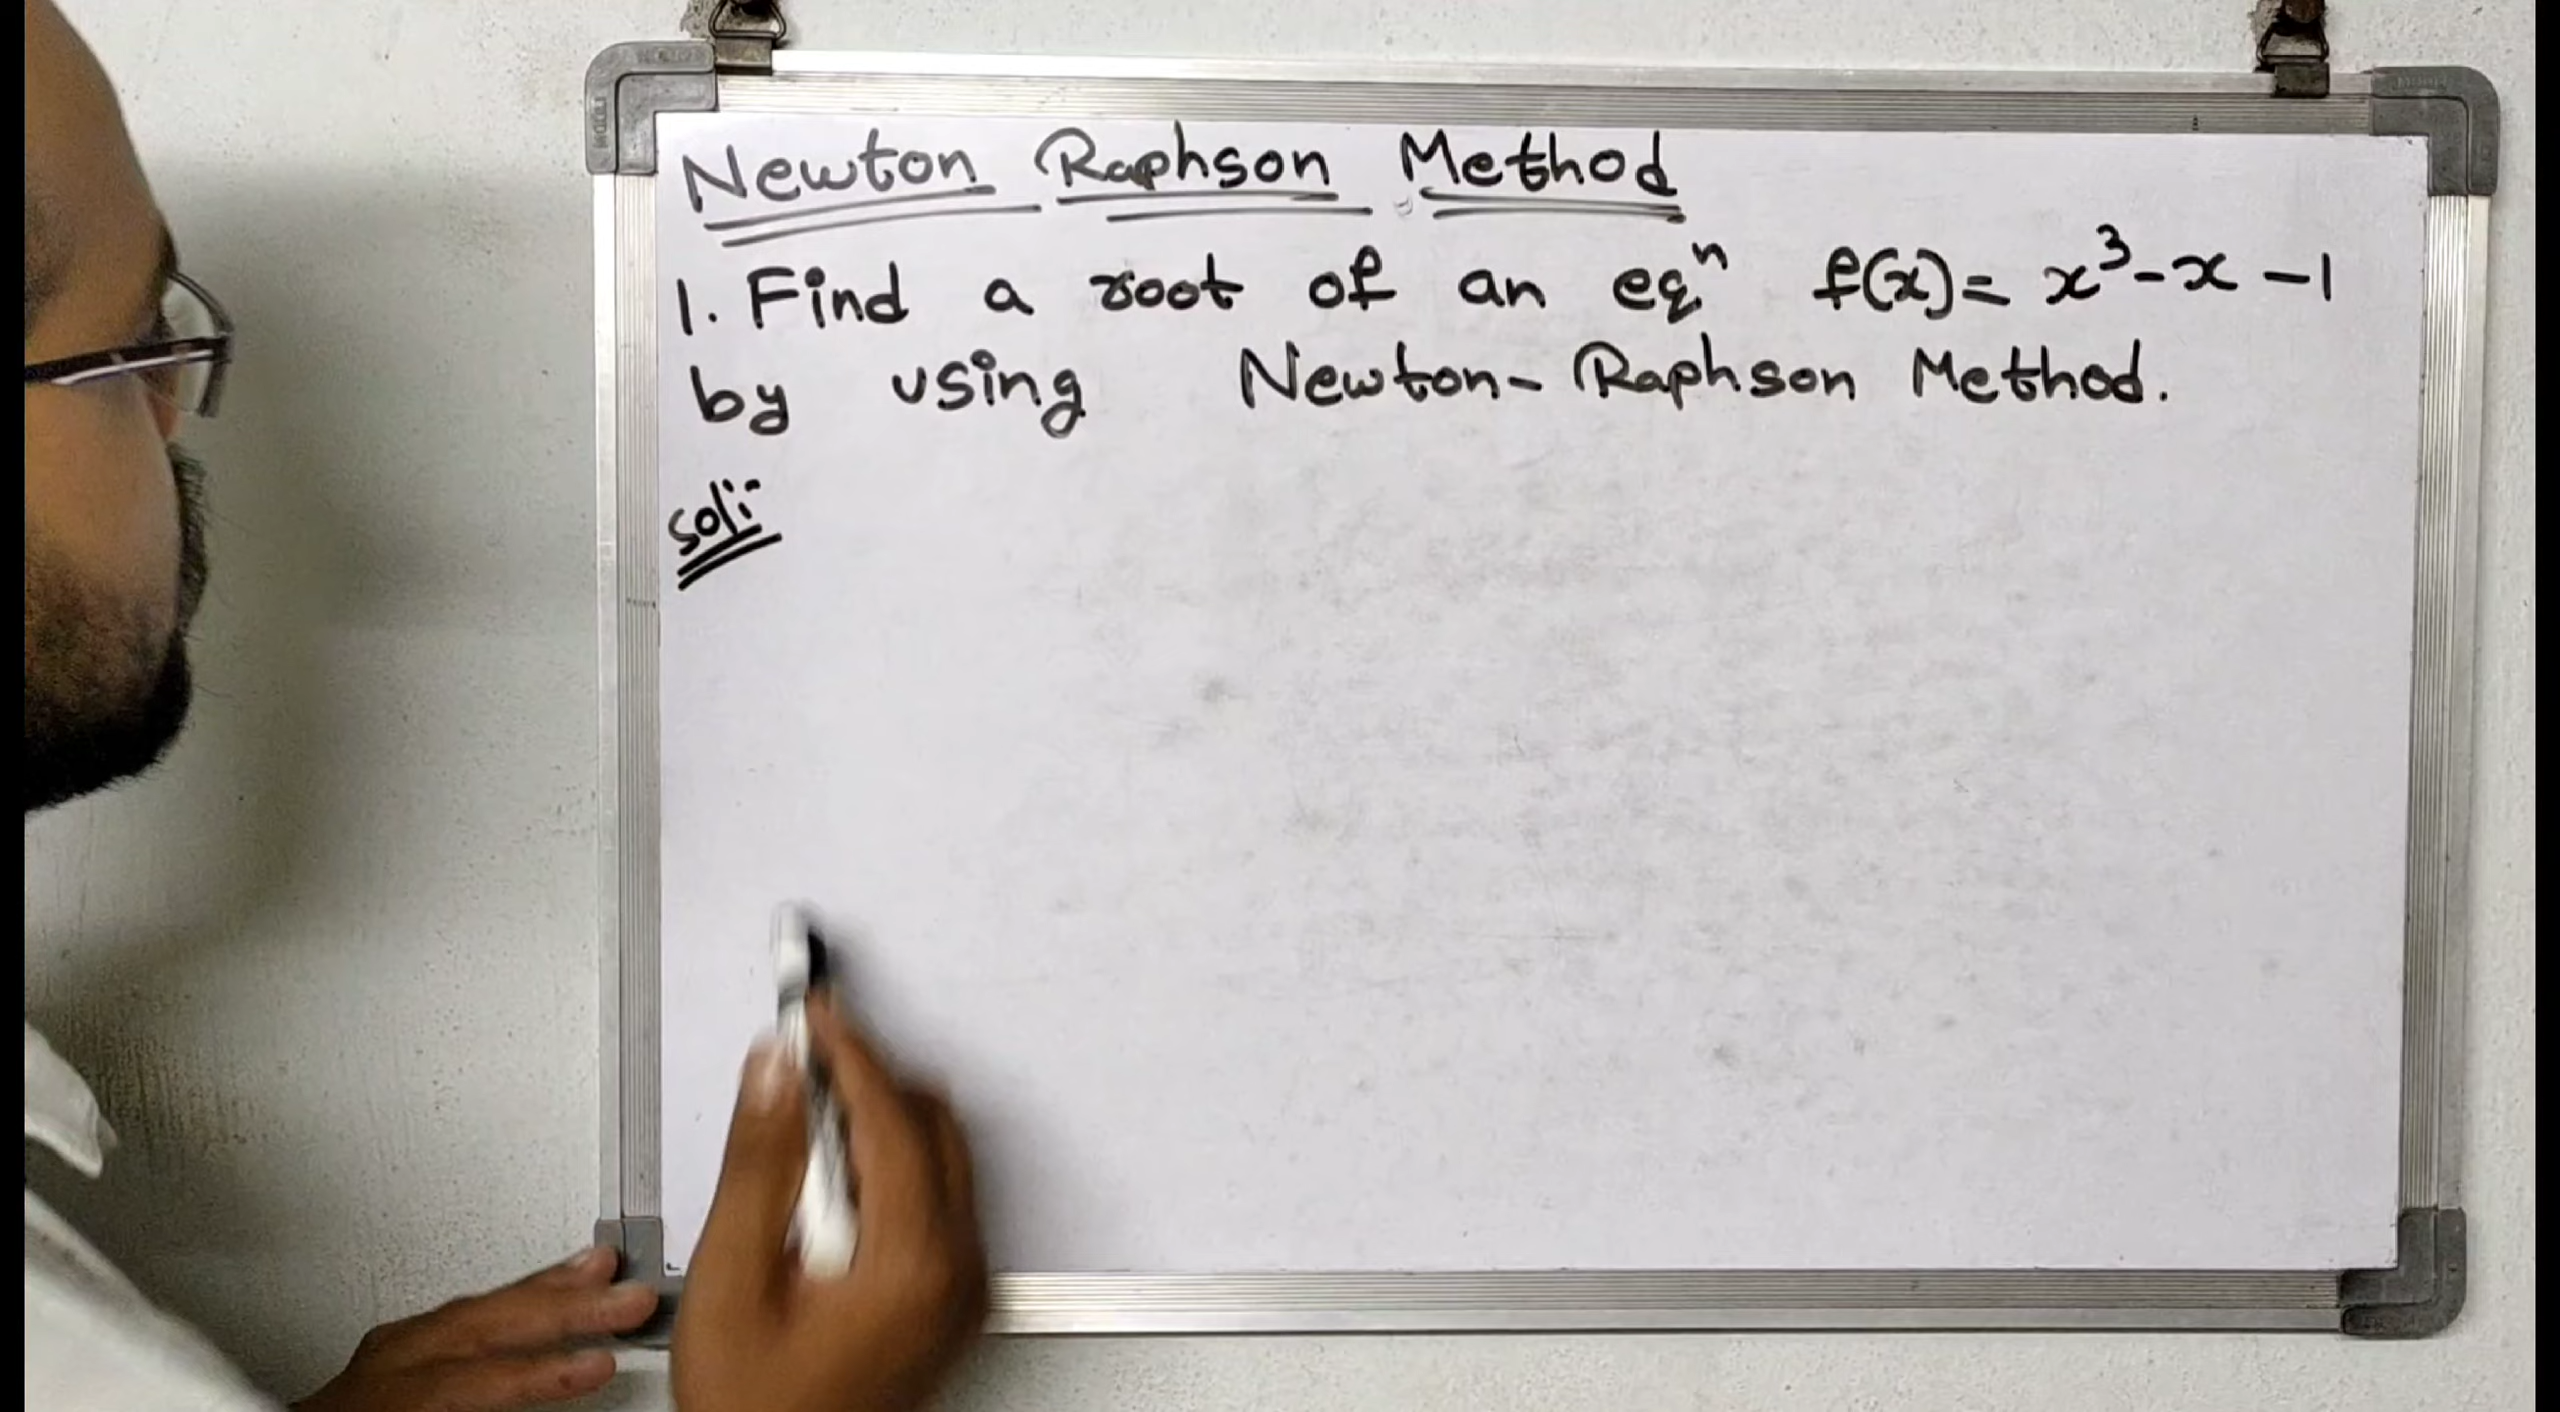 Newton Raphson Method
1. Find a root of an eqⁿ f(x) = x³ - x - 1
by using Newton- Raphson Method.
Sol: